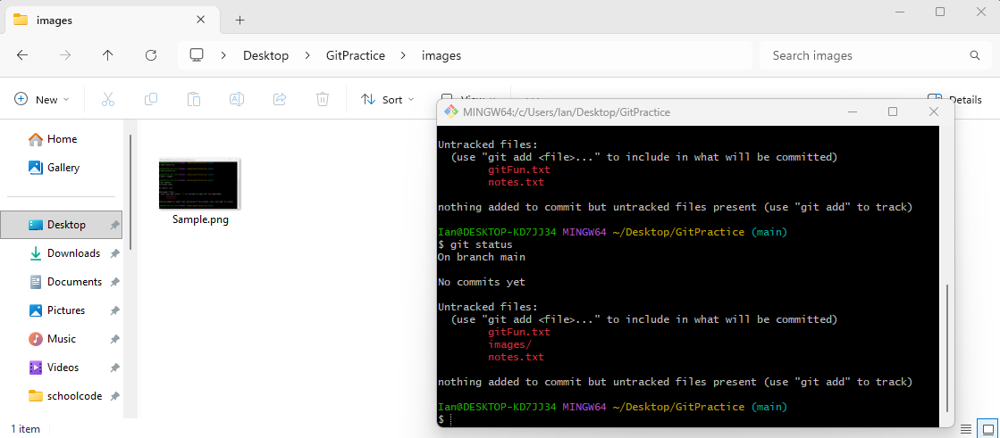 images
Desktop > GitPractice > images
Search images
New
Sort
View
Details
Home
Gallery
Desktop
Downloads
Documents
Pictures
Music
Videos
schoolcode
Sample.png
1 item
MINGW64:/c/Users/Ian/Desktop/GitPractice
Untracked files:
(use "git add <file>..." to include in what will be committed)
gitFun.txt
notes.txt
nothing added to commit but untracked files present (use "git add" to track)
Ian@DESKTOP-KD7JJ34 MINGW64 ~/Desktop/GitPractice (main)
$ git status
On branch main
No commits yet
Untracked files:
(use "git add <file>..." to include in what will be committed)
gitFun.txt
images/
notes.txt
nothing added to commit but untracked files present (use "git add" to track)
Ian@DESKTOP-KD7JJ34 MINGW64 ~/Desktop/GitPractice (main)
$